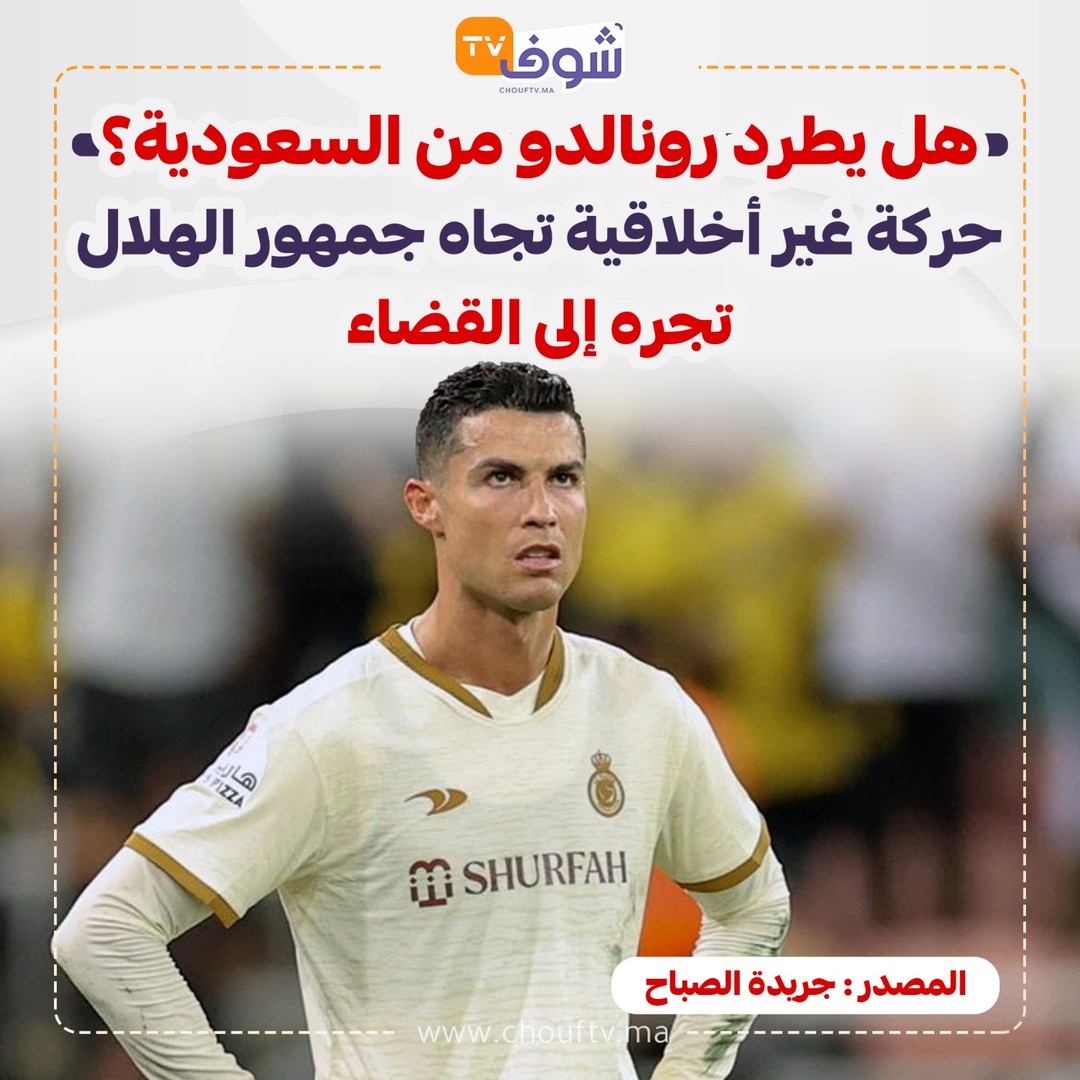 شوف TV
CHOUFTV.MA
هل يطرد رونالدو من السعودية؟
حركة غير أخلاقية تجاه جمهور الهلال
تجره إلى القضاء
PIZZA
SHURFAH
المصدر : جريدة الصباح
www.chouftv.ma